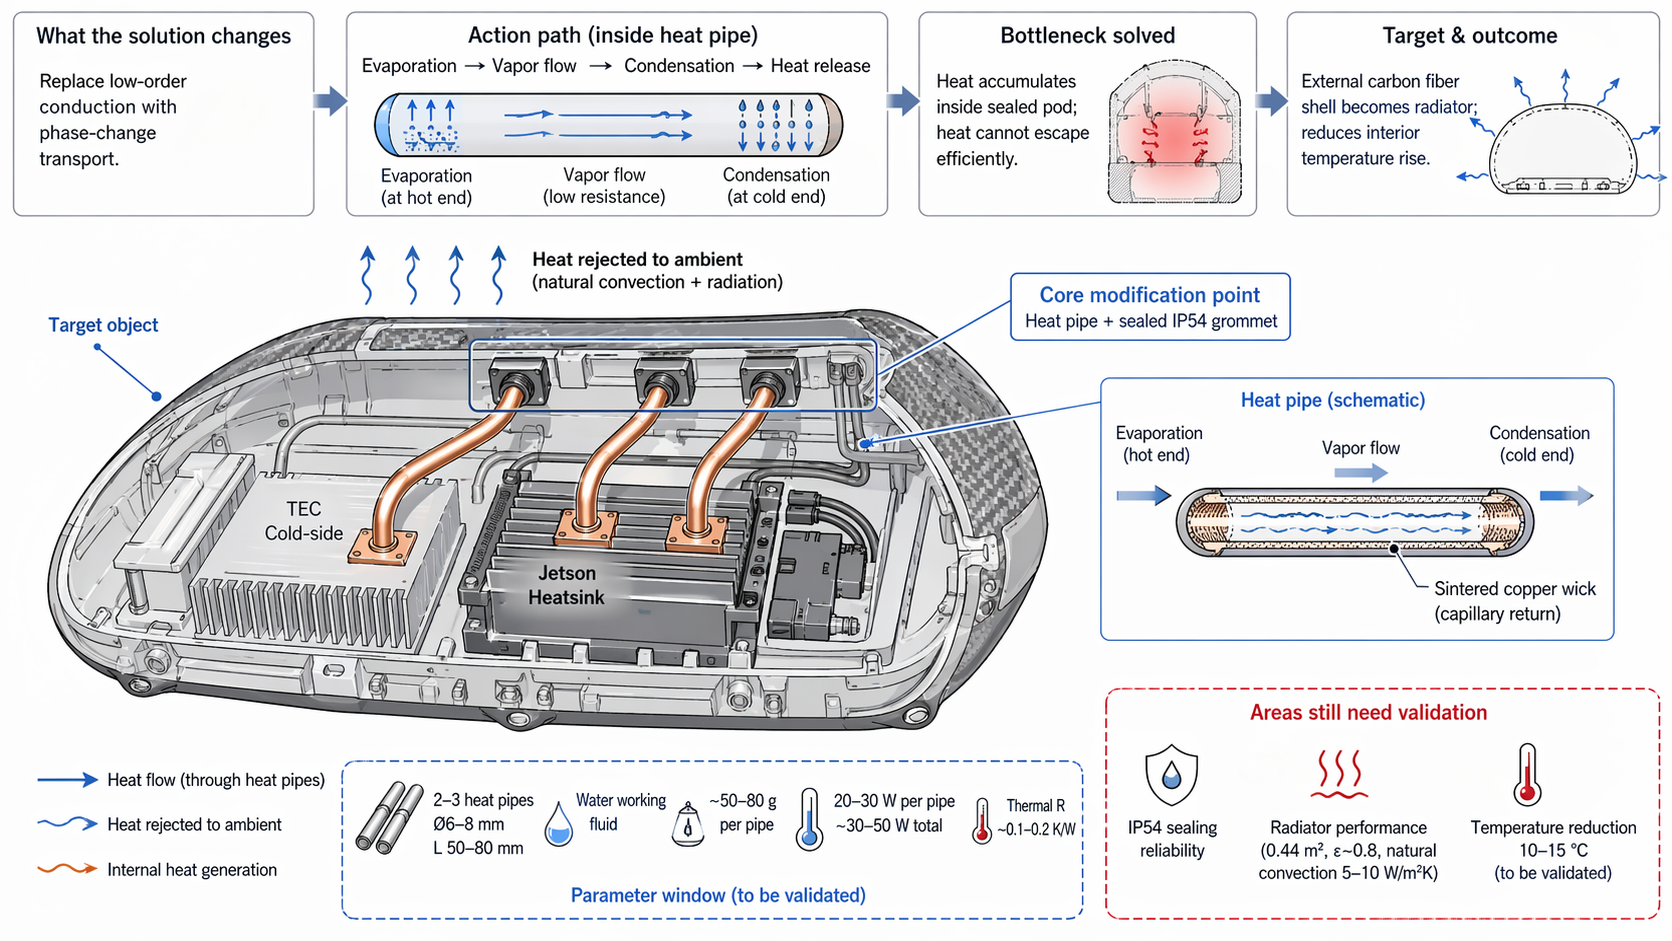 What the solution changes
Replace low-order
conduction with
phase-change
transport.
Action path (inside heat pipe)
Evaporation → Vapor flow → Condensation → Heat release
Evaporation
(at hot end)
Vapor flow
(low resistance)
Condensation
(at cold end)
Bottleneck solved
Heat accumulates
inside sealed pod;
heat cannot escape
efficiently.
Target & outcome
External carbon fiber
shell becomes radiator;
reduces interior
temperature rise.
Heat rejected to ambient
(natural convection + radiation)
Target object
Core modification point
Heat pipe + sealed IP54 grommet
TEC
Cold-side
Jetson
Heatsink
Heat pipe (schematic)
Evaporation
(hot end)
Vapor flow
Condensation
(cold end)
Sintered copper wick
(capillary return)
Heat flow (through heat pipes)
Heat rejected to ambient
Internal heat generation
2–3 heat pipes
Ø6–8 mm
L 50–80 mm
Water working
fluid
~50–80 g
per pipe
20–30 W per pipe
~30–50 W total
Thermal R
~0.1–0.2 K/W
Parameter window (to be validated)
Areas still need validation
IP54 sealing
reliability
Radiator performance
(0.44 m², ε~0.8, natural
convection 5–10 W/m²K)
Temperature reduction
10–15 °C
(to be validated)